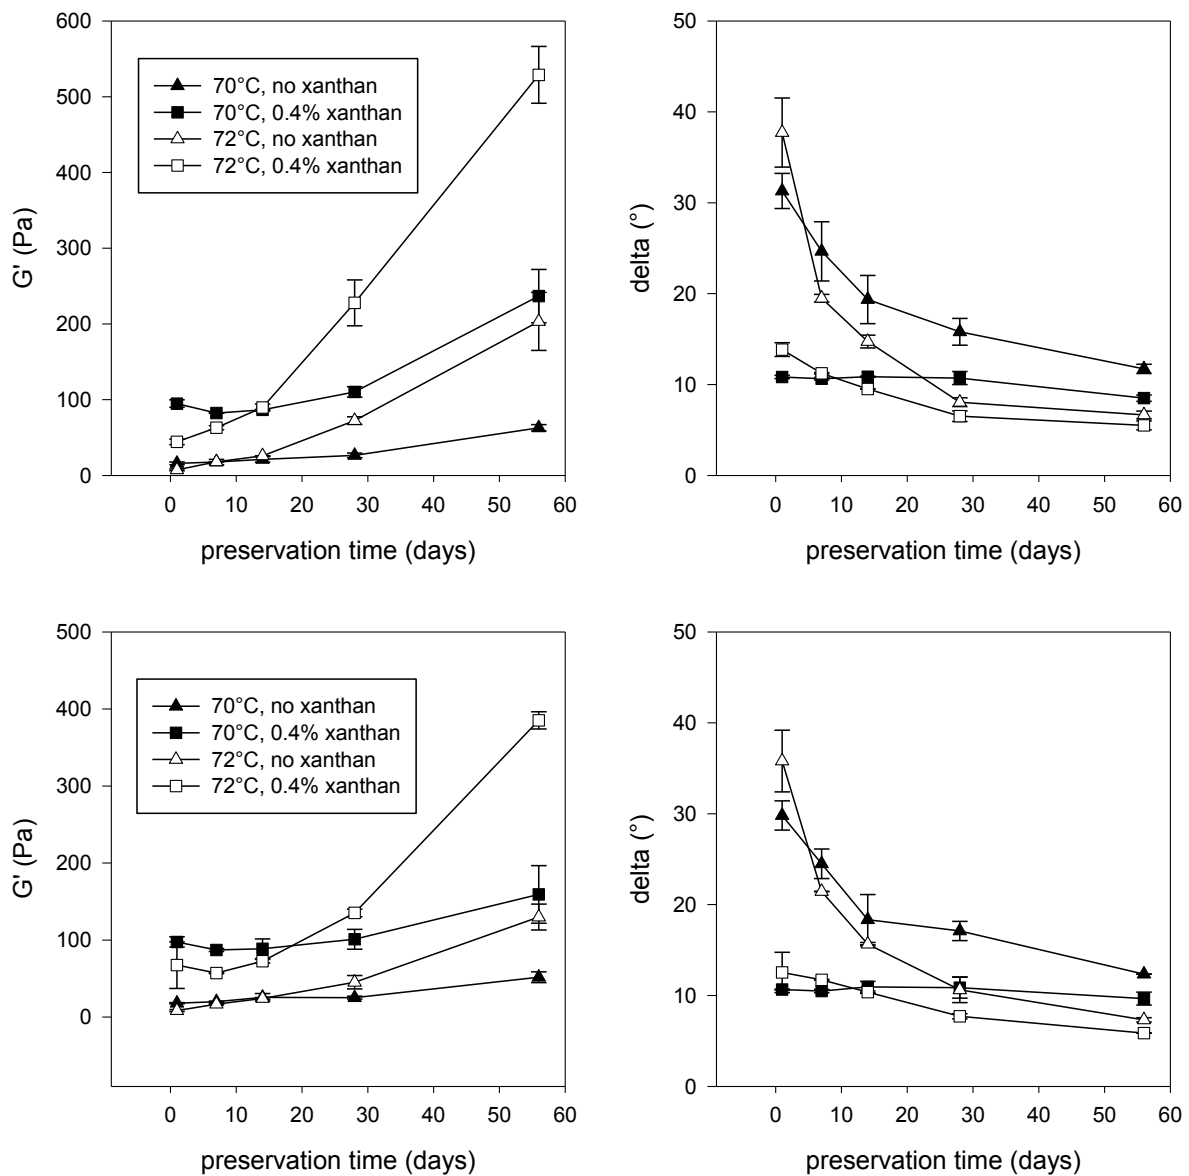 600
500
400
300
200
100
0
G' (Pa)
70°C, no xanthan
70°C, 0.4% xanthan
72°C, no xanthan
72°C, 0.4% xanthan
0 10 20 30 40 50 60
preservation time (days)
50
40
30
20
10
0
delta (°)
0 10 20 30 40 50 60
preservation time (days)
500
400
300
200
100
0
G' (Pa)
70°C, no xanthan
70°C, 0.4% xanthan
72°C, no xanthan
72°C, 0.4% xanthan
0 10 20 30 40 50 60
preservation time (days)
50
40
30
20
10
0
delta (°)
0 10 20 30 40 50 60
preservation time (days)